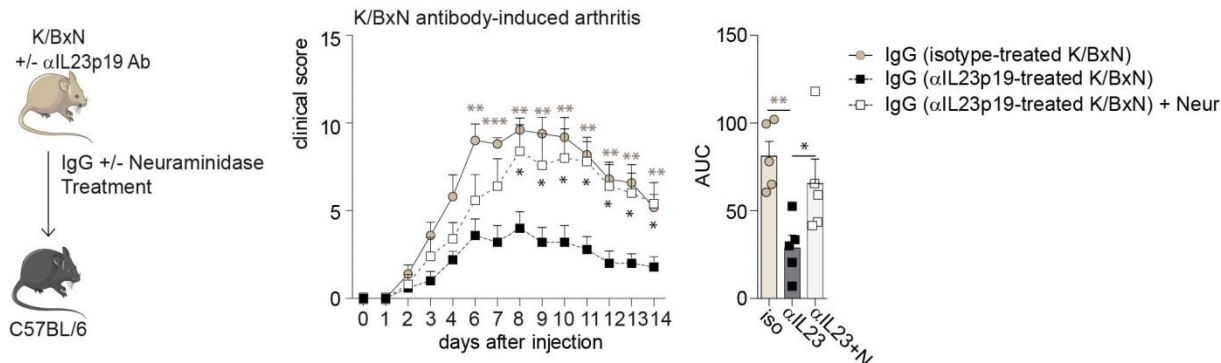 K/BxN
+/- αIL23p19 Ab
IgG +/- Neuraminidase
Treatment
C57BL/6
K/BxN antibody-induced arthritis
clinical score
15
10
5
0
** *** ** ** ** ** ** ** **
* * * * * * *
0 1 2 3 4 6 7 8 9 10 11 12 13 14
days after injection
AUC
150
100
50
0
**
*
iso
αIL23
αIL23+N
IgG (isotype-treated K/BxN)
IgG (αIL23p19-treated K/BxN)
IgG (αIL23p19-treated K/BxN) + Neur